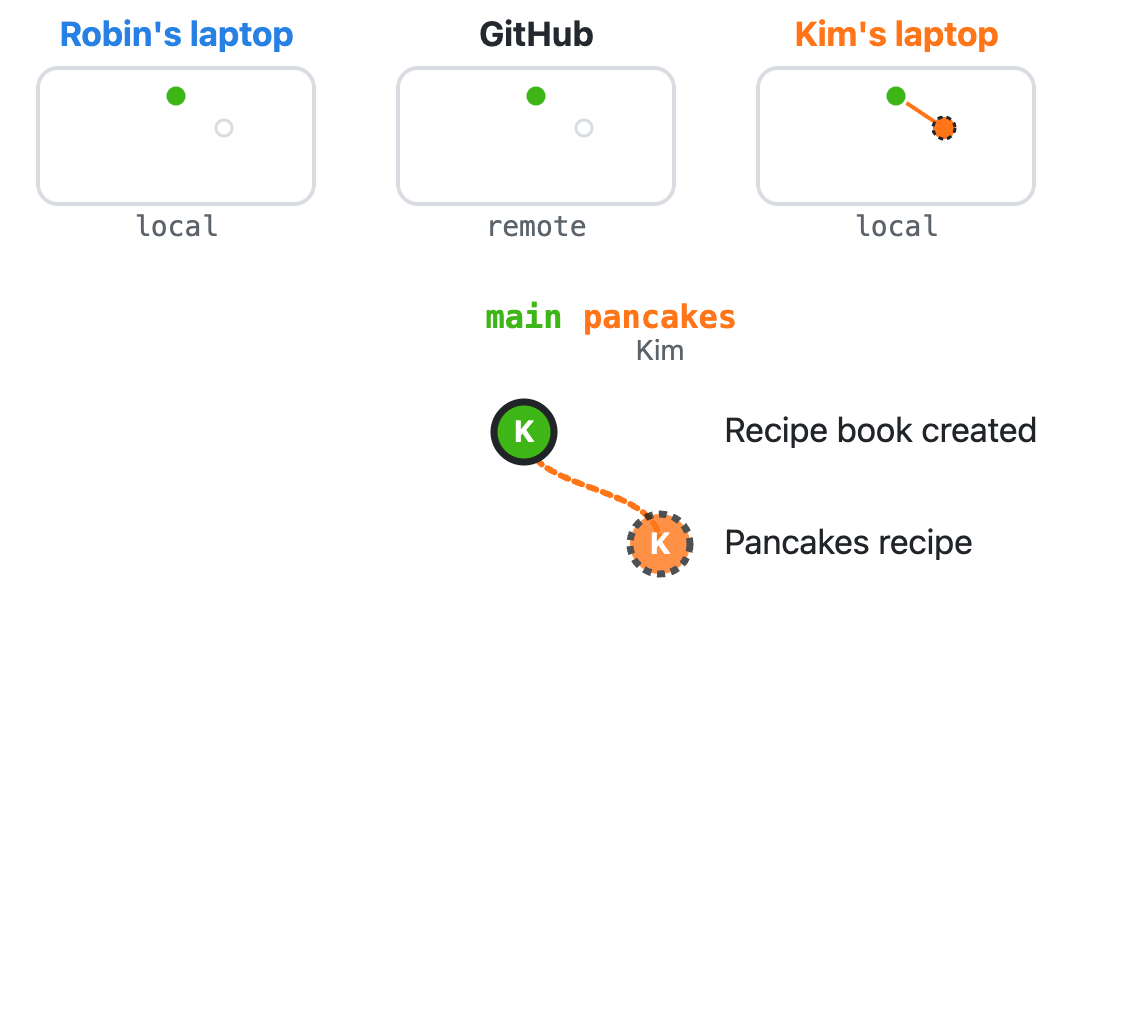 Robin's laptop GitHub Kim's laptop
local remote local
main pancakes
Kim
K Recipe book created
K Pancakes recipe